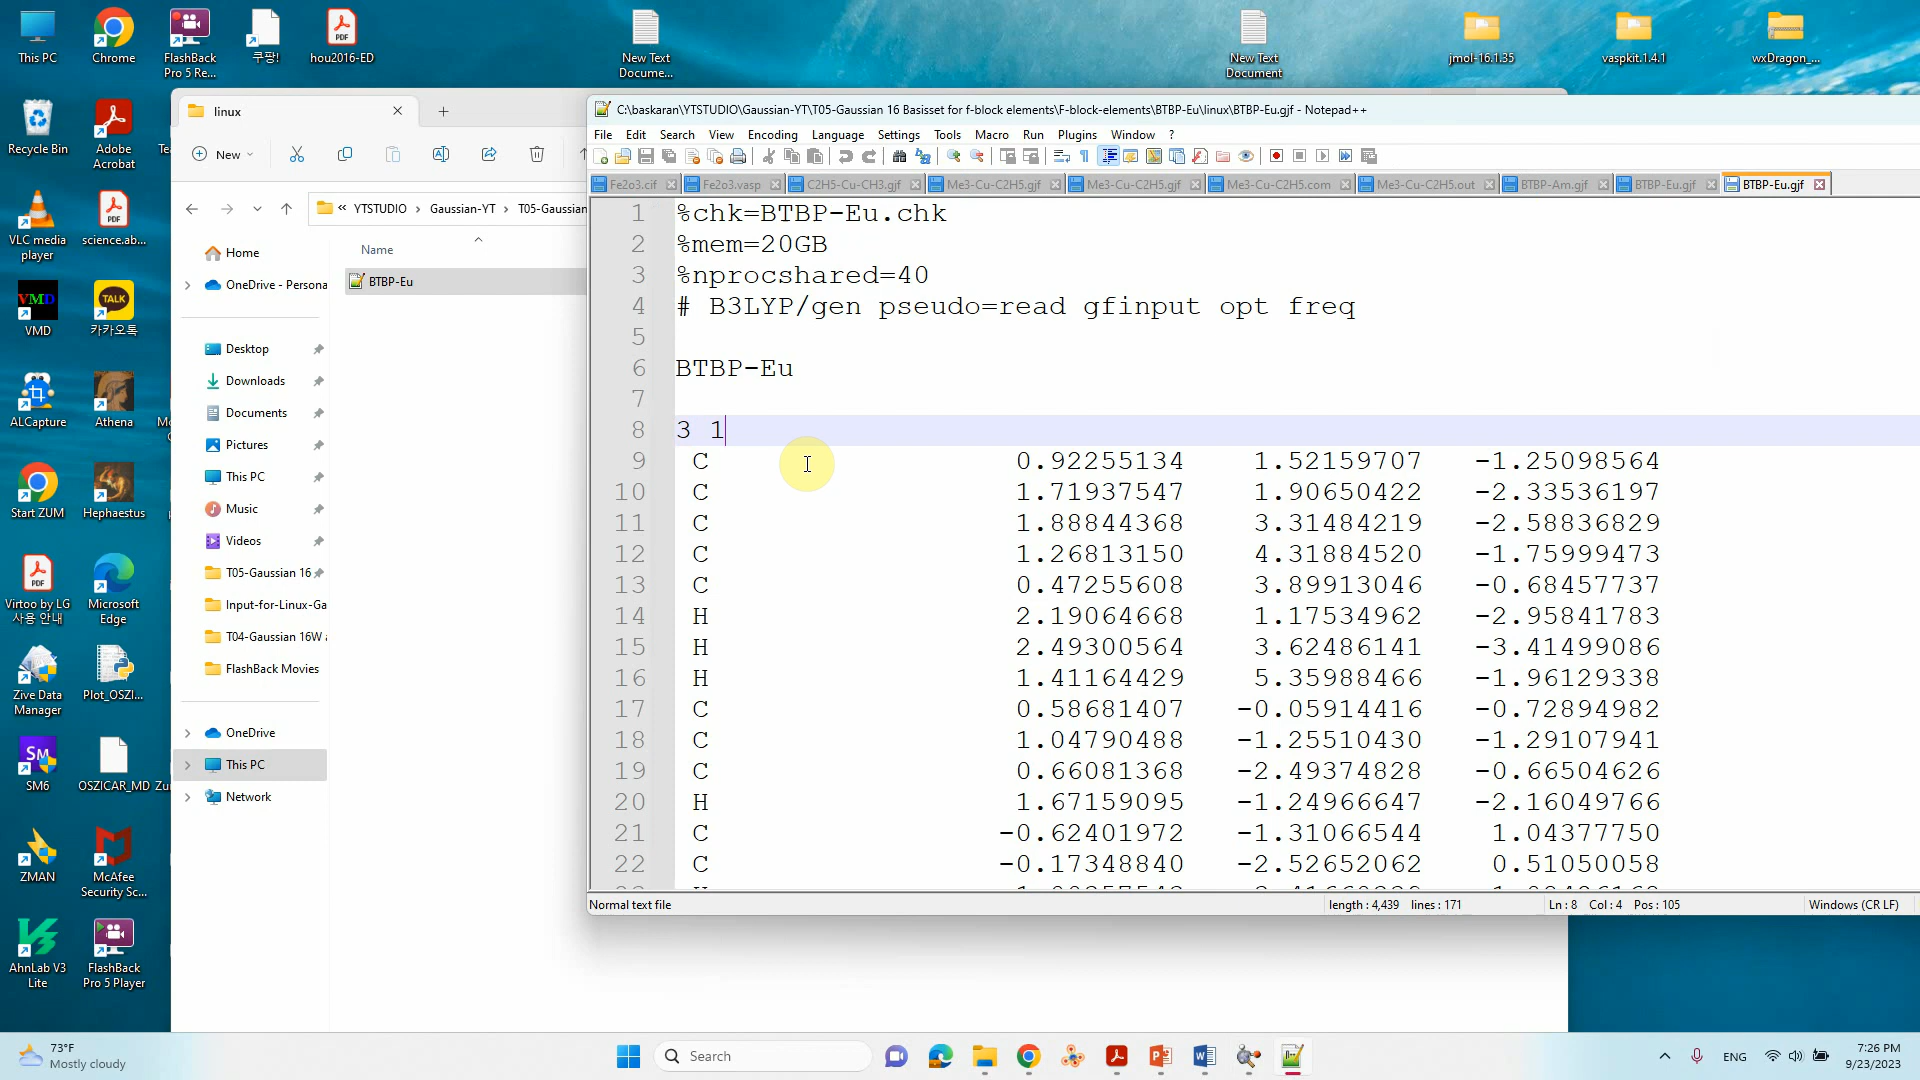 This PC
Chrome
FlashBack
Pro 5 Re...
쿠팡!
hou2016-ED
New Text
Docume...
New Text
Document
jmol-16.1.35
vaspkit.1.4.1
wxDragon_...
Recycle Bin
Adobe
Acrobat
VLC media
player
science.ab...
VMD
카카오톡
ALCapture
Athena
Start ZUM
Hephaestus
Virtoo by LG
사용 안내
Microsoft
Edge
Zive Data
Manager
Plot_OSZI...
SM6
OSZICAR_MD
ZMAN
McAfee
Security Sc...
AhnLab V3
Lite
FlashBack
Pro 5 Player
linux
New
YTSTUDIO
Gaussian-YT
T05-Gaussian
Home
OneDrive - Persona
Desktop
Downloads
Documents
Pictures
This PC
Music
Videos
T05-Gaussian 16
Input-for-Linux-Ga
T04-Gaussian 16W a
FlashBack Movies
OneDrive
This PC
Network
Name
BTBP-Eu
C:\baskaran\YTSTUDIO\Gaussian-YT\T05-Gaussian 16 Basisset for f-block elements\F-block-elements\BTBP-Eu\linux\BTBP-Eu.gjf - Notepad++
File Edit Search View Encoding Language Settings Tools Macro Run Plugins Window ?
Fe2o3.cif Fe2o3.vasp C2H5-Cu-CH3.gjf Me3-Cu-C2H5.gjf Me3-Cu-C2H5.gjf Me3-Cu-C2H5.com Me3-Cu-C2H5.out BTBP-Am.gjf BTBP-Eu.gjf BTBP-Eu.gjf
1 %chk=BTBP-Eu.chk
2 %mem=20GB
3 %nprocshared=40
4 # B3LYP/gen pseudo=read gfinput opt freq
5
6 BTBP-Eu
7
8 3 1
9 C 0.92255134 1.52159707 -1.25098564
10 C 1.71937547 1.90650422 -2.33536197
11 C 1.88844368 3.31484219 -2.58836829
12 C 1.26813150 4.31884520 -1.75999473
13 C 0.47255608 3.89913046 -0.68457737
14 H 2.19064668 1.17534962 -2.95841783
15 H 2.49300564 3.62486141 -3.41499086
16 H 1.41164429 5.35988466 -1.96129338
17 C 0.58681407 -0.05914416 -0.72894982
18 C 1.04790488 -1.25510430 -1.29107941
19 C 0.66081368 -2.49374828 -0.66504626
20 H 1.67159095 -1.24966647 -2.16049766
21 C -0.62401972 -1.31066544 1.04377750
22 C -0.17348840 -2.52652062 0.51050058
Normal text file
length : 4,439 lines : 171
Ln : 8 Col : 4 Pos : 105
Windows (CR LF)
73°F
Mostly cloudy
Search
ENG
7:26 PM
9/23/2023